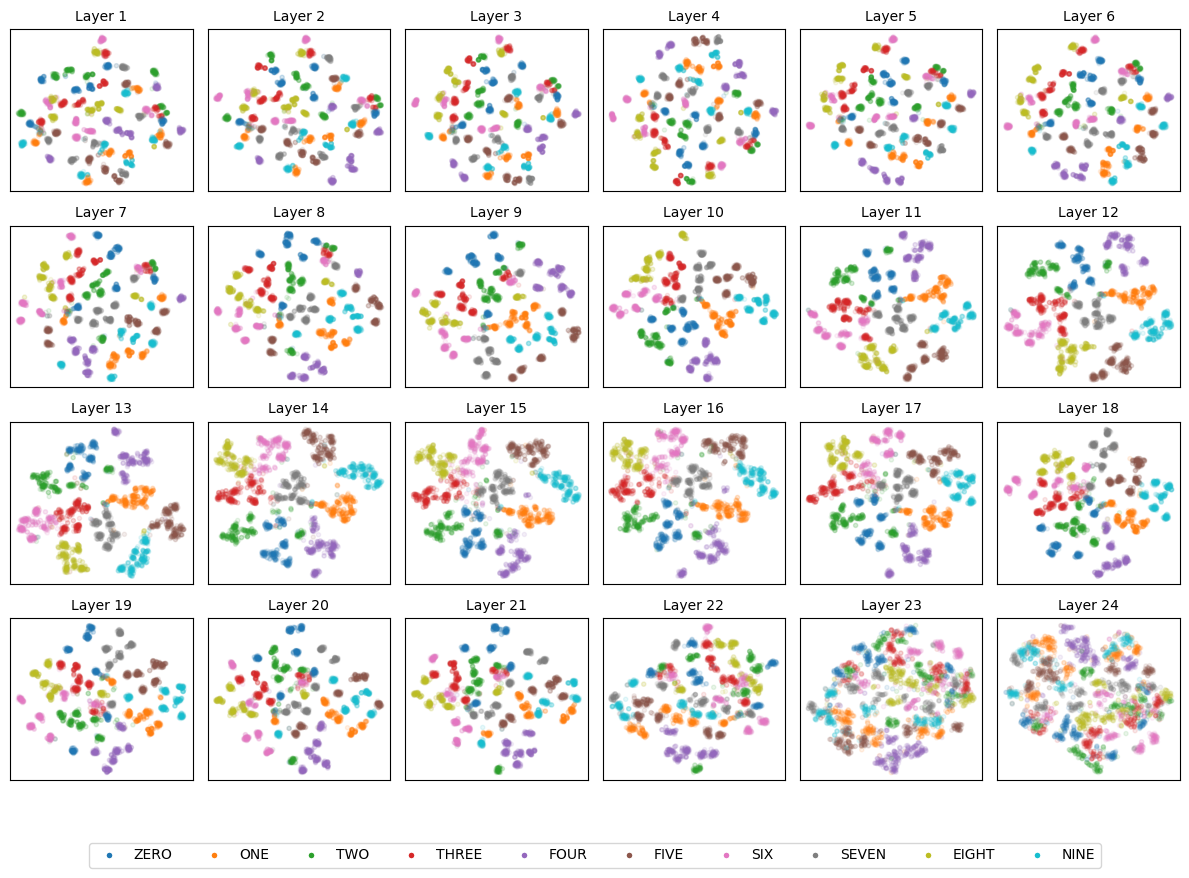 Layer 1 Layer 2 Layer 3 Layer 4 Layer 5 Layer 6
Layer 7 Layer 8 Layer 9 Layer 10 Layer 11 Layer 12
Layer 13 Layer 14 Layer 15 Layer 16 Layer 17 Layer 18
Layer 19 Layer 20 Layer 21 Layer 22 Layer 23 Layer 24
ZERO ONE TWO THREE FOUR FIVE SIX SEVEN EIGHT NINE